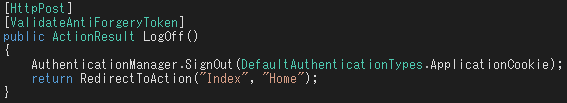 [HttpPost]
[ValidateAntiForgeryToken]
public ActionResult LogOff()
{
    AuthenticationManager.SignOut(DefaultAuthenticationTypes.ApplicationCookie);
    return RedirectToAction("Index", "Home");
}